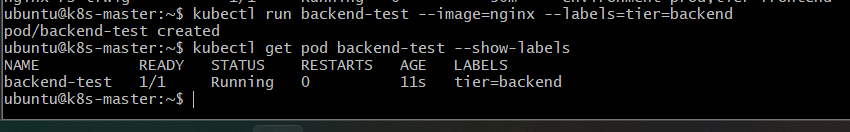 ubuntu@k8s-master:~$ kubectl run backend-test --image=nginx --labels=tier=backend
pod/backend-test created
ubuntu@k8s-master:~$ kubectl get pod backend-test --show-labels
NAME           READY   STATUS    RESTARTS   AGE   LABELS
backend-test   1/1     Running   0          11s   tier=backend
ubuntu@k8s-master:~$